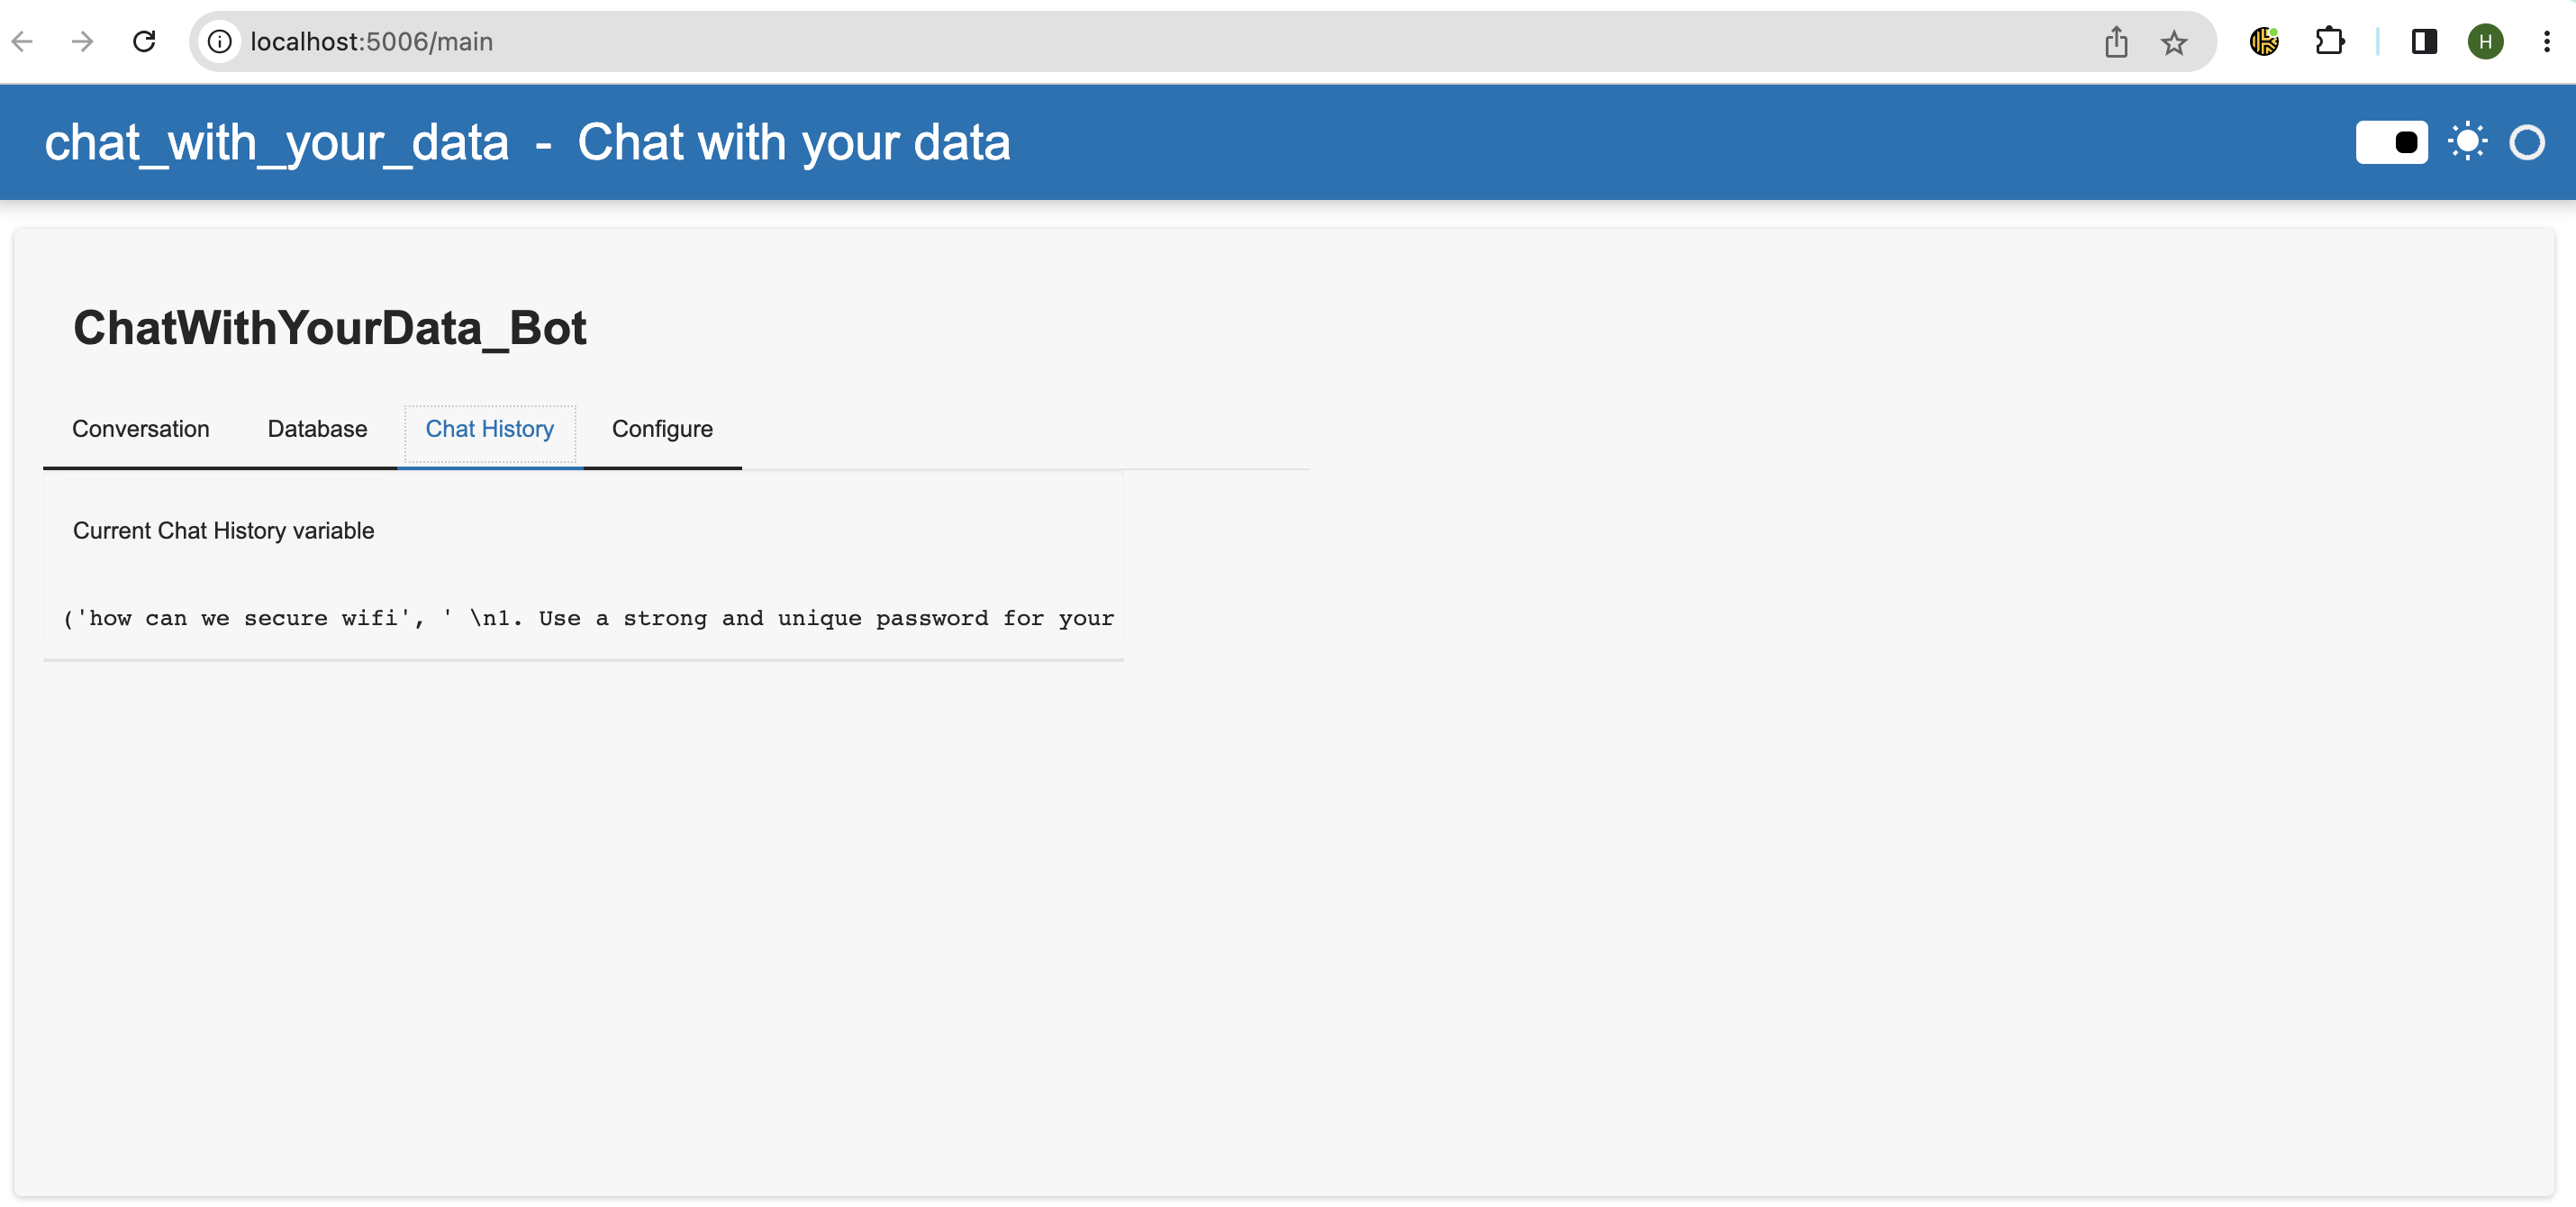 localhost:5006/main
H
chat_with_your_data - Chat with your data
ChatWithYourData_Bot
Conversation Database Chat History Configure
Current Chat History variable
('how can we secure wifi', ' \n1. Use a strong and unique password for your